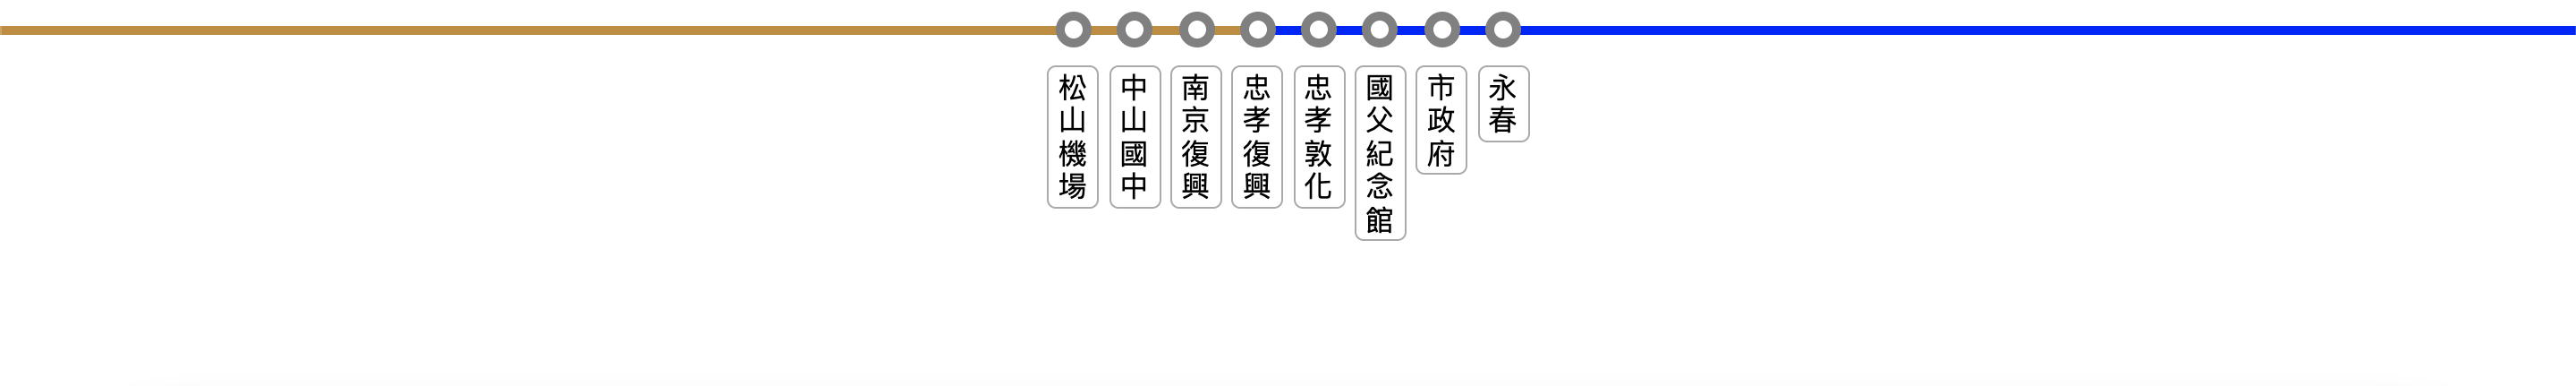 松山機場
中山國中
南京復興
忠孝復興
忠孝敦化
國父紀念館
市政府
永春